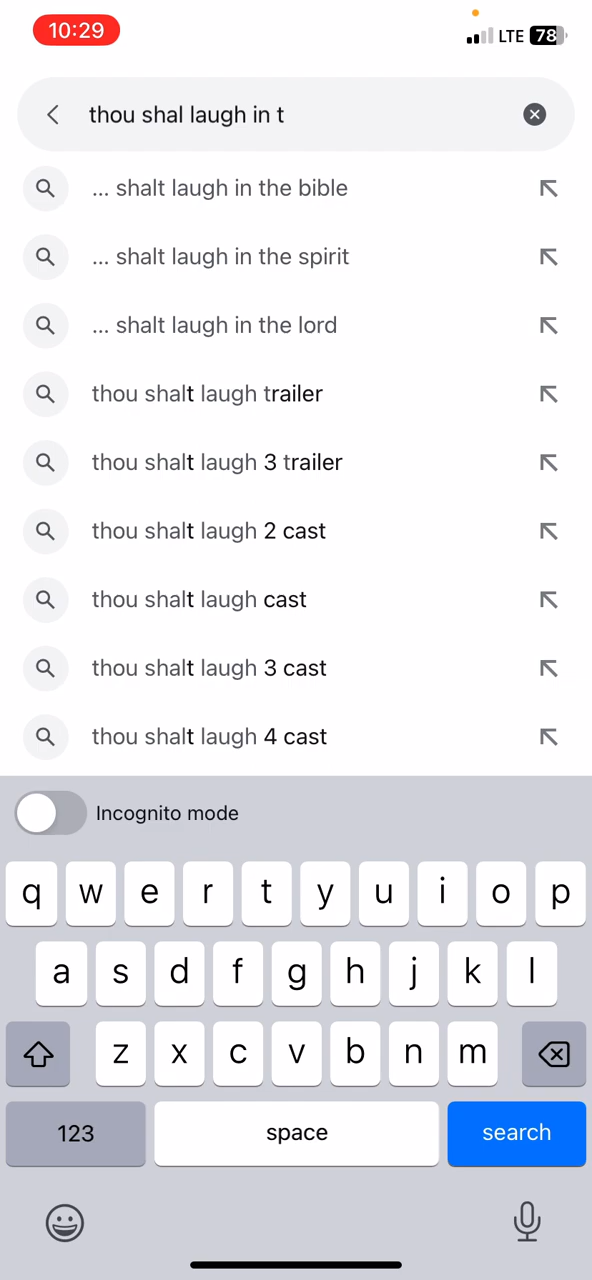 10:29
LTE 78
thou shal laugh in t
... shalt laugh in the bible
... shalt laugh in the spirit
... shalt laugh in the lord
thou shalt laugh trailer
thou shalt laugh 3 trailer
thou shalt laugh 2 cast
thou shalt laugh cast
thou shalt laugh 3 cast
thou shalt laugh 4 cast
Incognito mode
q w e r t y u i o p
a s d f g h j k l
z x c v b n m
123 space search